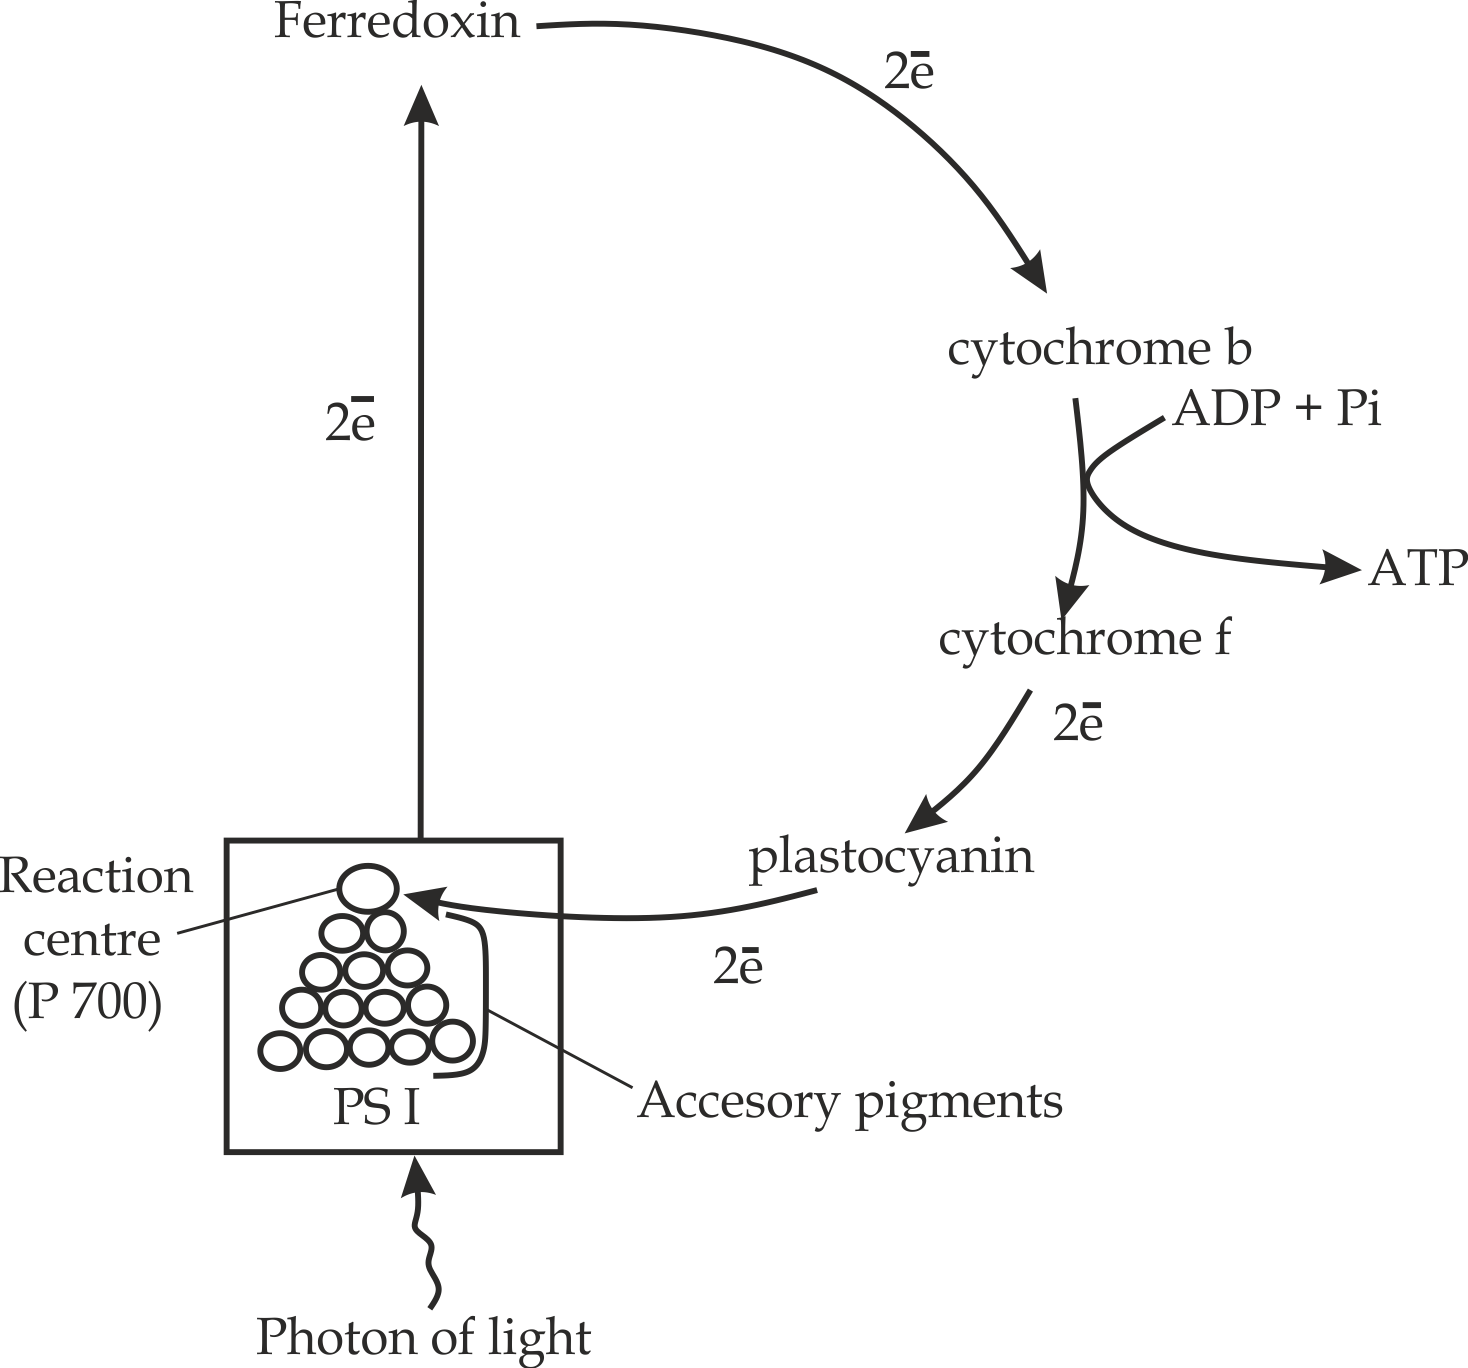 Ferredoxin
2e̅
cytochrome b
ADP + Pi
2e̅
ATP
cytochrome f
2e̅
plastocyanin
Reaction
centre
(P 700)
2e̅
PS I
Accesory pigments
Photon of light